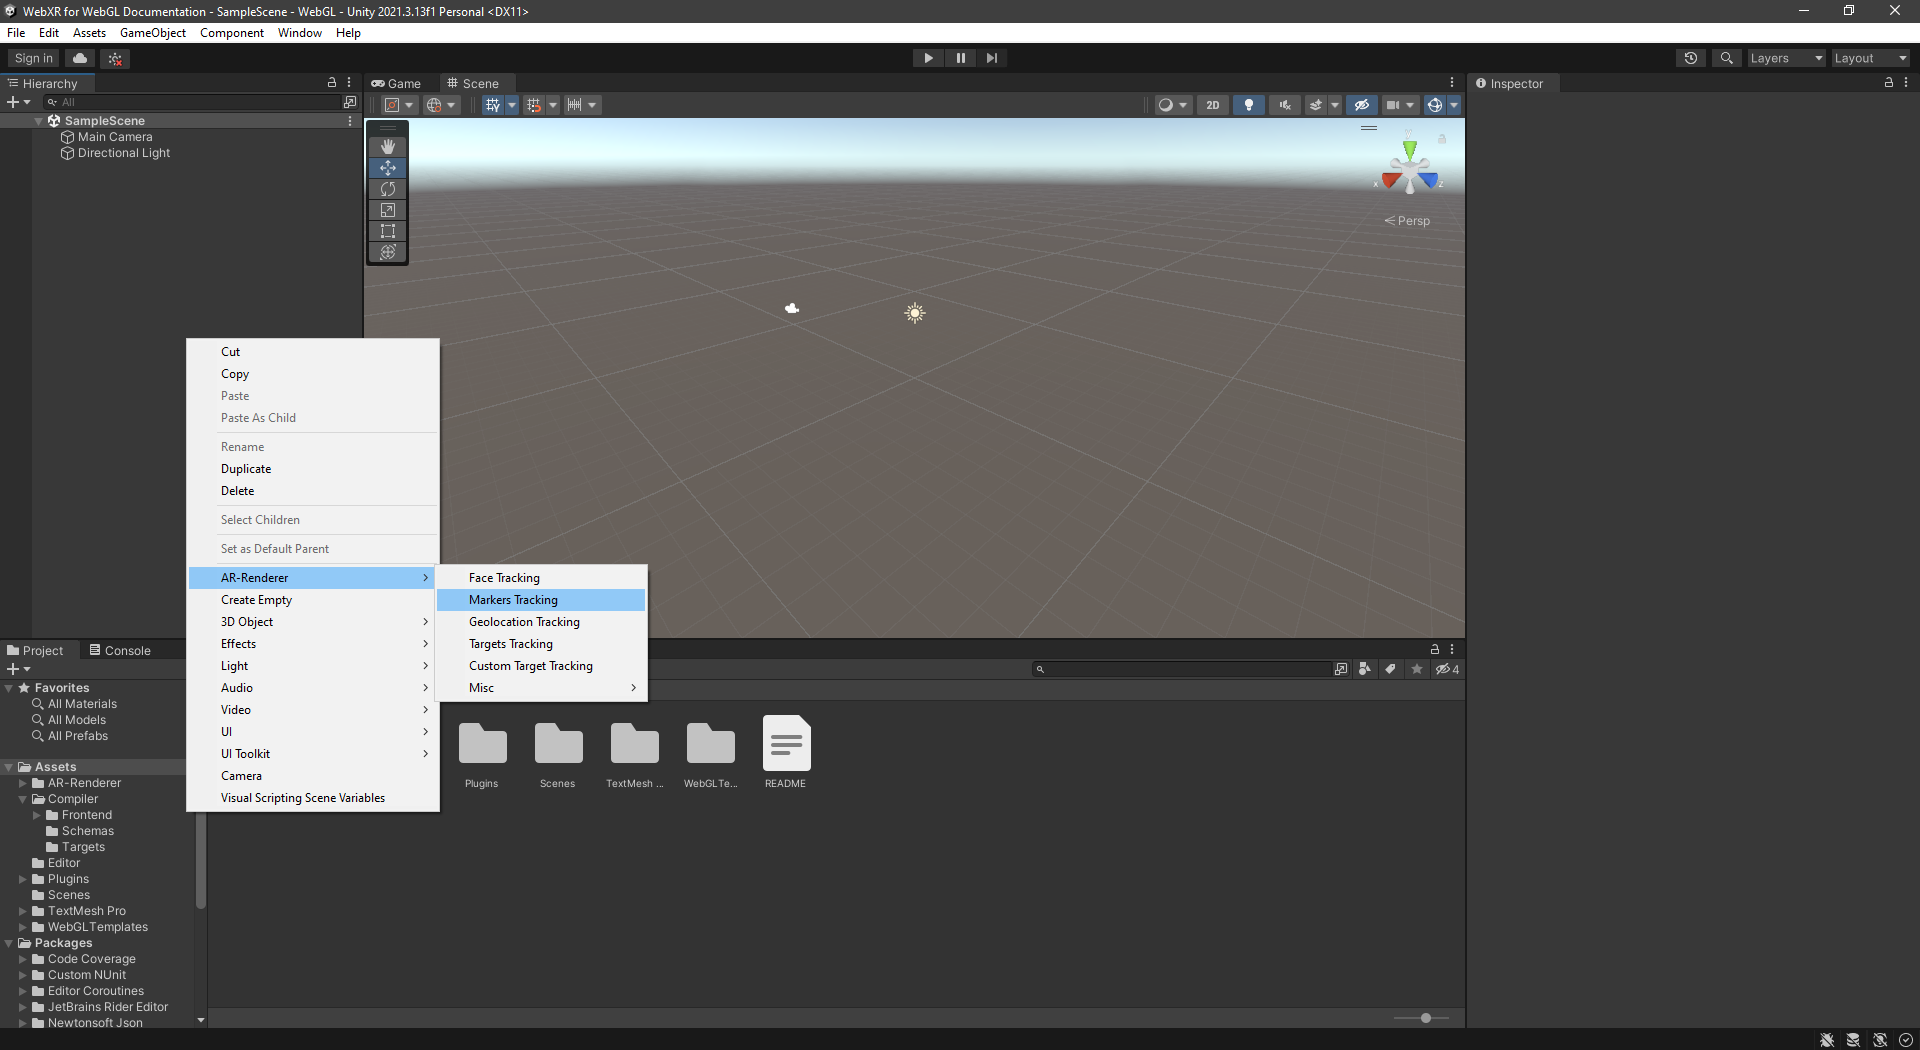 WebXR for WebGL Documentation - SampleScene - WebGL - Unity 2021.3.13f1 Personal <DX11>
File Edit Assets GameObject Component Window Help
Sign in
Layers
Layout
Hierarchy
All
SampleScene
Main Camera
Directional Light
Game
Scene
2D
y
x
z
Persp
Inspector
Cut
Copy
Paste
Paste As Child
Rename
Duplicate
Delete
Select Children
Set as Default Parent
AR-Renderer
Create Empty
3D Object
Effects
Light
Audio
Video
UI
UI Toolkit
Camera
Visual Scripting Scene Variables
Face Tracking
Markers Tracking
Geolocation Tracking
Targets Tracking
Custom Target Tracking
Misc
Project
Console
4
Favorites
All Materials
All Models
All Prefabs
Assets
AR-Renderer
Compiler
Frontend
Schemas
Targets
Editor
Plugins
Scenes
TextMesh Pro
WebGLTemplates
Packages
Code Coverage
Custom NUnit
Editor Coroutines
JetBrains Rider Editor
Newtonsoft Json
Plugins
Scenes
TextMesh ...
WebGLTe...
README